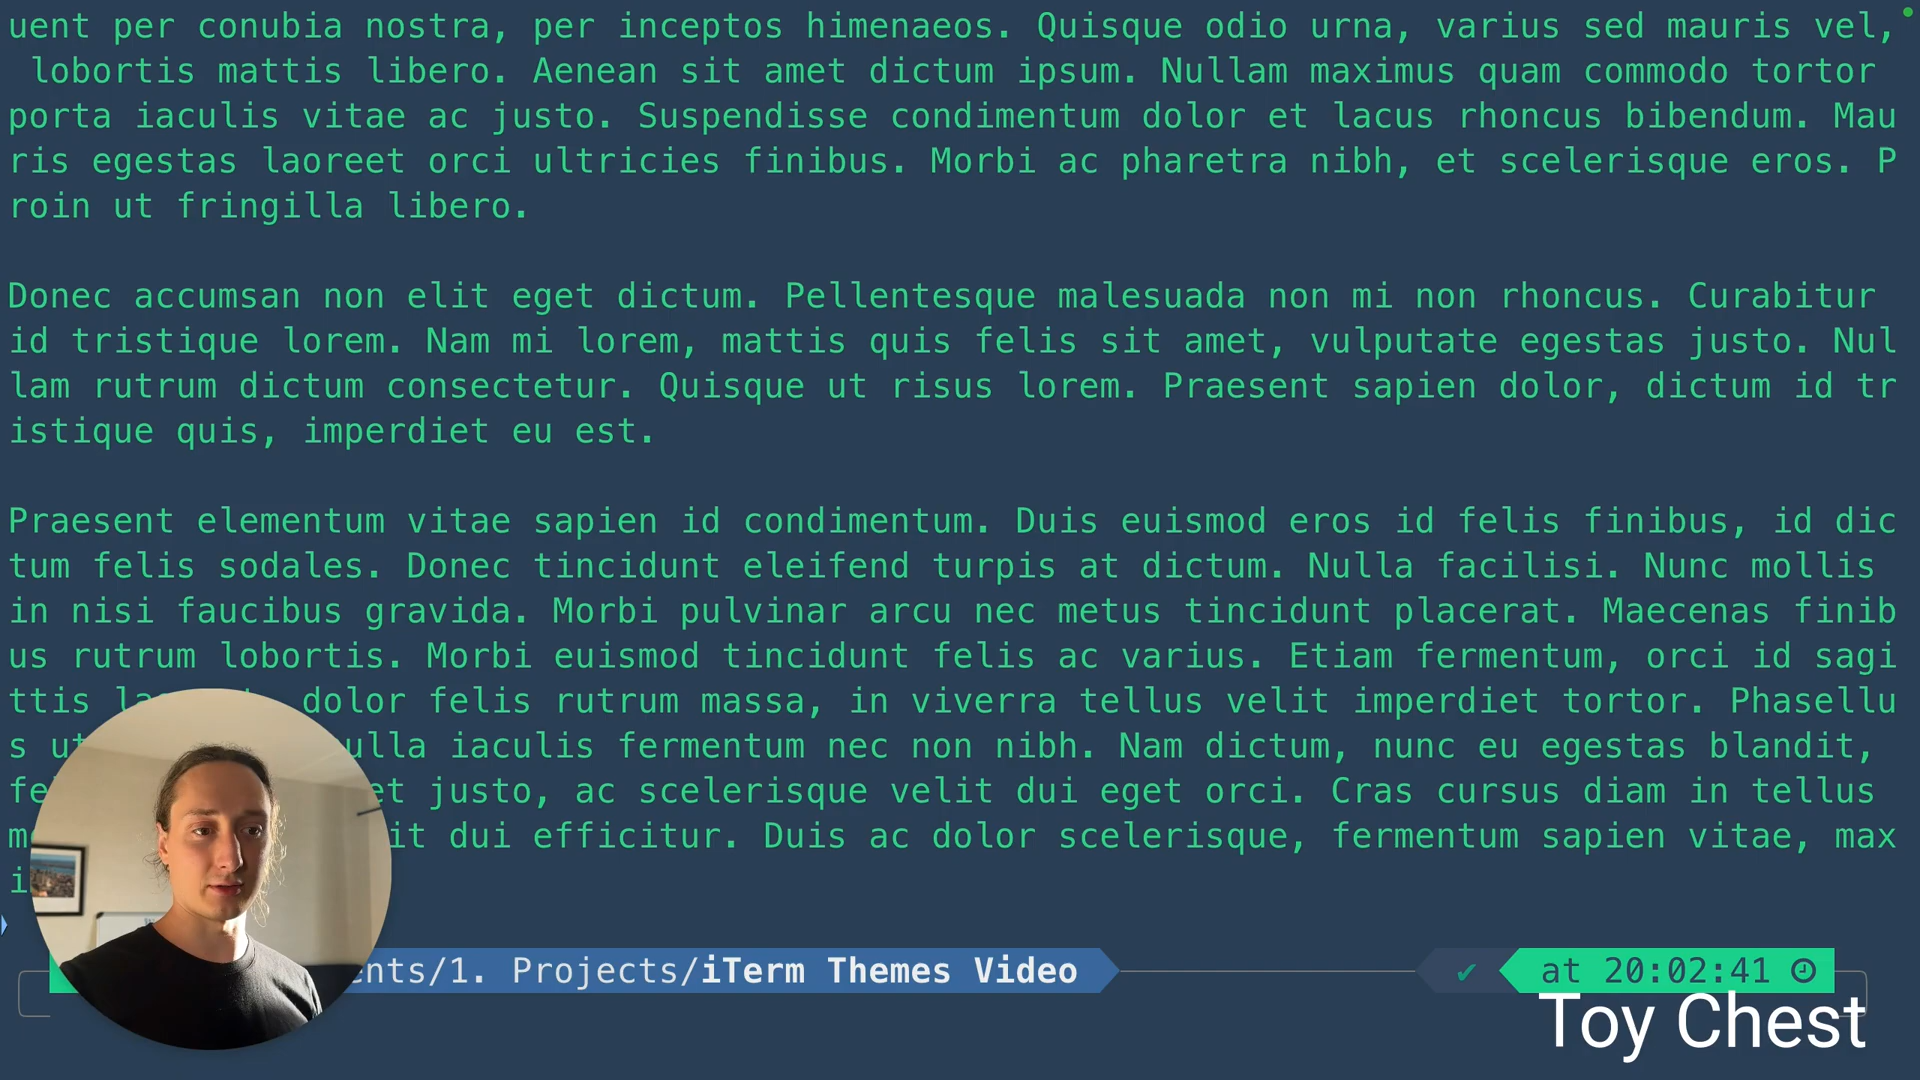 uent per conubia nostra, per inceptos himenaeos. Quisque odio urna, varius sed mauris vel,
lobortis mattis libero. Aenean sit amet dictum ipsum. Nullam maximus quam commodo tortor
porta iaculis vitae ac justo. Suspendisse condimentum dolor et lacus rhoncus bibendum. Mau
ris egestas laoreet orci ultricies finibus. Morbi ac pharetra nibh, et scelerisque eros. P
roin ut fringilla libero.
Donec accumsan non elit eget dictum. Pellentesque malesuada non mi non rhoncus. Curabitur
id tristique lorem. Nam mi lorem, mattis quis felis sit amet, vulputate egestas justo. Nul
lam rutrum dictum consectetur. Quisque ut risus lorem. Praesent sapien dolor, dictum id tr
istique quis, imperdiet eu est.
Praesent elementum vitae sapien id condimentum. Duis euismod eros id felis finibus, id dic
tum felis sodales. Donec tincidunt eleifend turpis at dictum. Nulla facilisi. Nunc mollis
in nisi faucibus gravida. Morbi pulvinar arcu nec metus tincidunt placerat. Maecenas finib
us rutrum lobortis. Morbi euismod tincidunt felis ac varius. Etiam fermentum, orci id sagi
ttis dolor felis rutrum massa, in viverra tellus velit imperdiet tortor. Phasellu
s ulla iaculis fermentum nec non nibh. Nam dictum, nunc eu egestas blandit,
et justo, ac scelerisque velit dui eget orci. Cras cursus diam in tellus
it dui efficitur. Duis ac dolor scelerisque, fermentum sapien vitae, max
ents/1. Projects/iTerm Themes Video ✔ at 20:02:41
Toy Chest